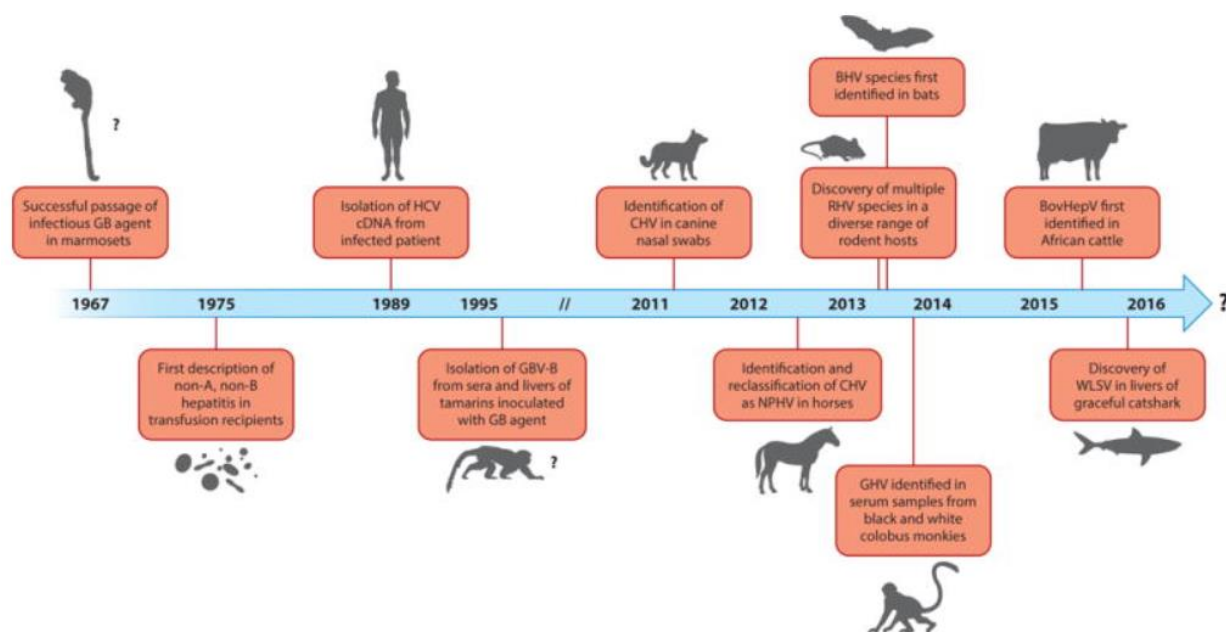 BHV species first
identified in bats
?
Successful passage of
infectious GB agent
in marmosets
Isolation of HCV
cDNA from
infected patient
Identification of
CHV in canine
nasal swabs
Discovery of multiple
RHV species in a
diverse range of
rodent hosts
BovHepV first
identified in
African cattle
1967 1975 1989 1995 // 2011 2012 2013 2014 2015 2016 ?
First description of
non-A, non-B
hepatitis in
transfusion recipients
Isolation of GBV-B
from sera and livers of
tamarins inoculated
with GB agent
?
Identification and
reclassification of CHV
as NPHV in horses
Discovery of
WLSV in livers of
graceful catshark
GHV identified in
serum samples from
black and white
colobus monkies